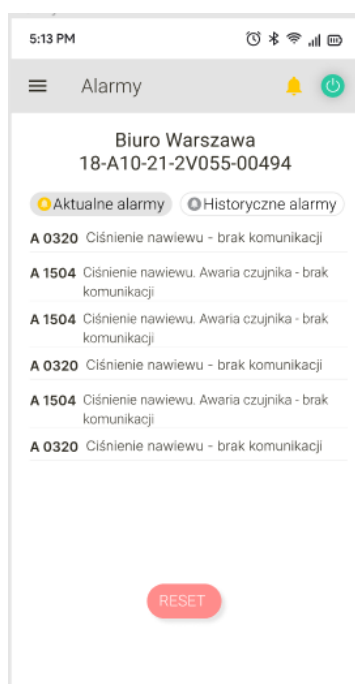 5:13 PM
Alarmy
Biuro Warszawa
18-A10-21-2V055-00494
Aktualne alarmy Historyczne alarmy
A 0320 Ciśnienie nawiewu - brak komunikacji
A 1504 Ciśnienie nawiewu. Awaria czujnika - brak
komunikacji
A 1504 Ciśnienie nawiewu. Awaria czujnika - brak
komunikacji
A 0320 Ciśnienie nawiewu - brak komunikacji
A 1504 Ciśnienie nawiewu. Awaria czujnika - brak
komunikacji
A 0320 Ciśnienie nawiewu - brak komunikacji
RESET